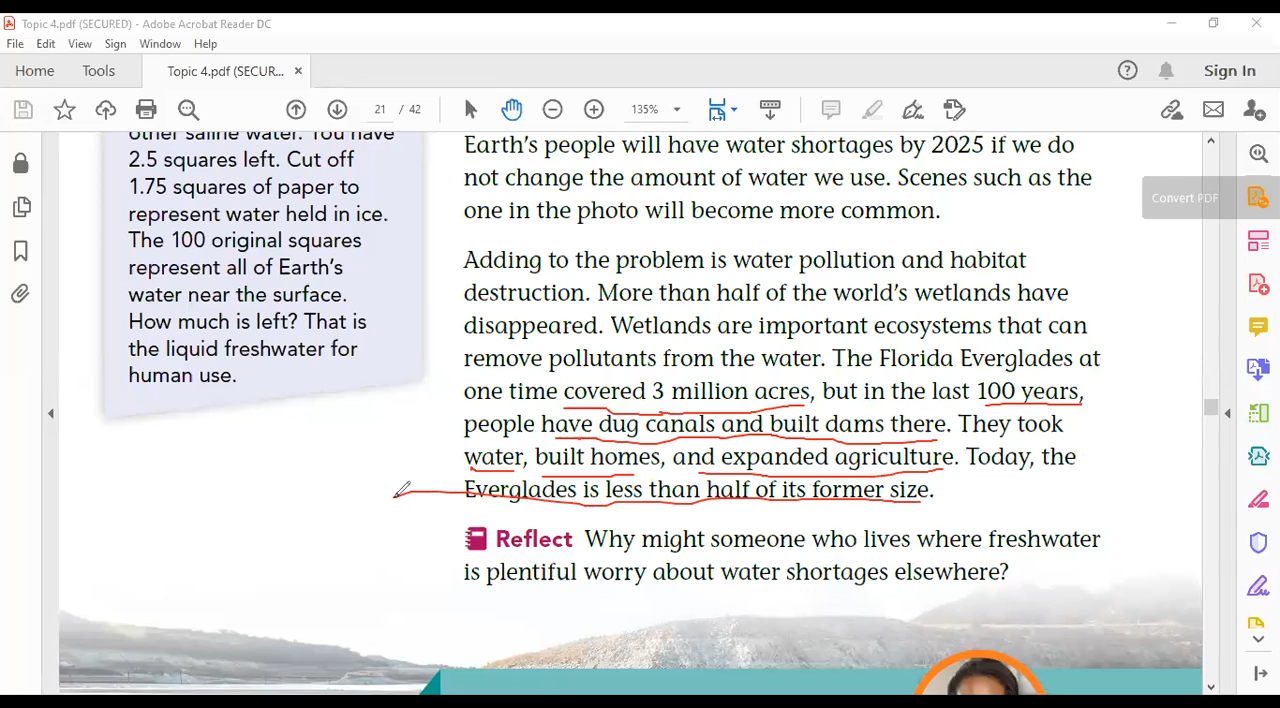 Topic 4.pdf (SECURED) - Adobe Acrobat Reader DC
File Edit View Sign Window Help
Home Tools Topic 4.pdf (SECUR... × Sign In
21 / 42 135%
other saline water. You have
2.5 squares left. Cut off
1.75 squares of paper to
represent water held in ice.
The 100 original squares
represent all of Earth's
water near the surface.
How much is left? That is
the liquid freshwater for
human use.
Earth's people will have water shortages by 2025 if we do
not change the amount of water we use. Scenes such as the
one in the photo will become more common.
Adding to the problem is water pollution and habitat
destruction. More than half of the world's wetlands have
disappeared. Wetlands are important ecosystems that can
remove pollutants from the water. The Florida Everglades at
one time covered 3 million acres, but in the last 100 years,
people have dug canals and built dams there. They took
water, built homes, and expanded agriculture. Today, the
Everglades is less than half of its former size.
Reflect Why might someone who lives where freshwater
is plentiful worry about water shortages elsewhere?
Convert PDF